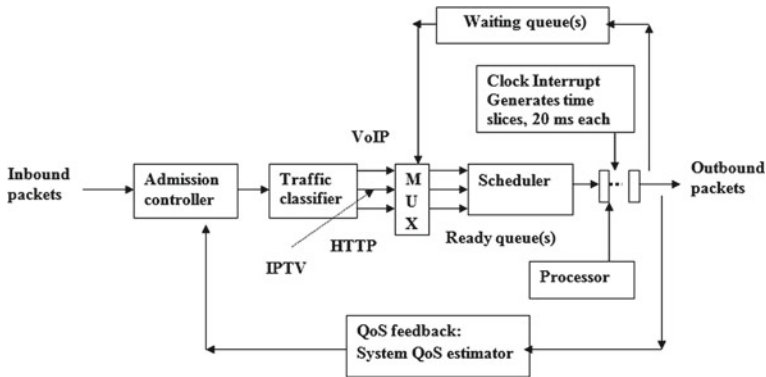 Waiting queue(s)
Clock Interrupt
Generates time
slices, 20 ms each
VoIP
Inbound
packets
Admission
controller
Traffic
classifier
M
U
X
Scheduler
Outbound
packets
HTTP
IPTV
Ready queue(s)
Processor
QoS feedback:
System QoS estimator